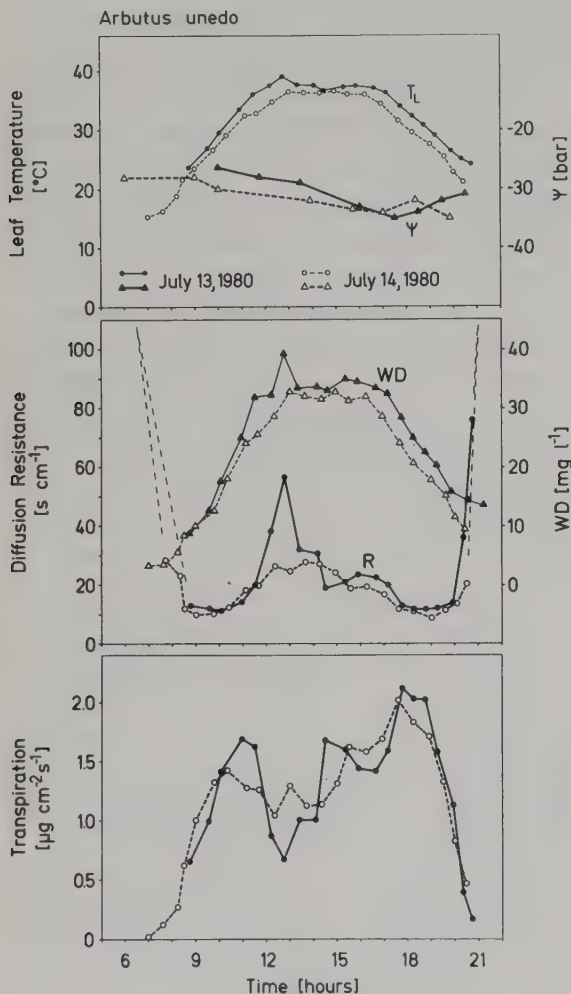 Arbutus unedo
Leaf Temperature
[°C]
40
30
20
10
0
T_L
Ψ
-20
-30
-35
Ψ [bar]
July 13, 1980
July 14, 1980
Diffusion Resistance
[s cm⁻¹]
100
80
60
40
20
0
WD
R
40
30
20
10
0
WD [mg l⁻¹]
Transpiration
[µg cm⁻² s⁻¹]
2.0
1.5
1.0
0.5
0
6 9 12 15 18 21
Time [hours]